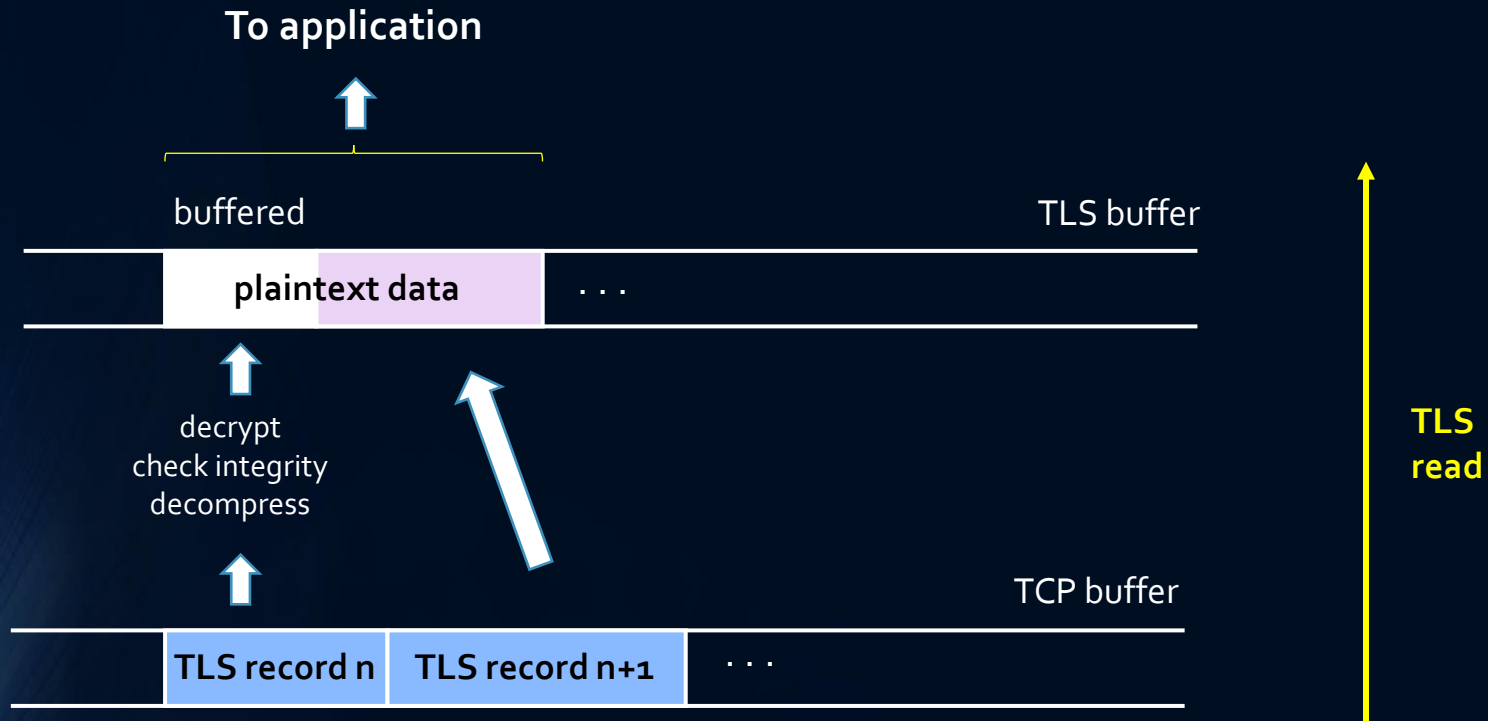 To application
buffered
TLS buffer
plaintext data
. . .
decrypt
check integrity
decompress
TLS
read
TCP buffer
TLS record n
TLS record n+1
. . .